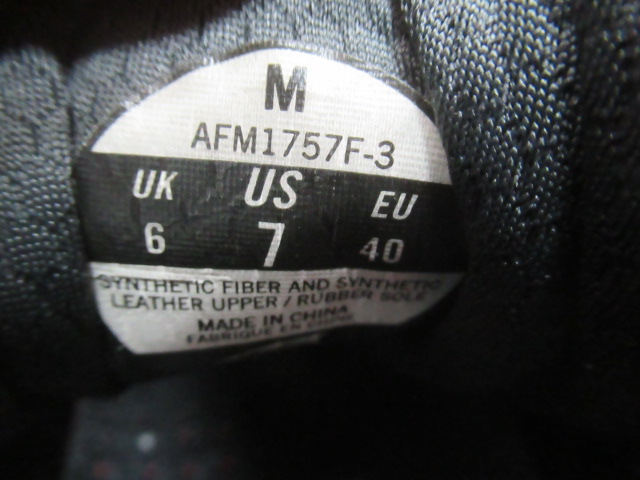 M
AFM1757F-3
UK US EU
6 7 40
SYNTHETIC FIBER AND SYNTHETIC
LEATHER UPPER / RUBBER SOLE
MADE IN CHINA
FABRIQUE EN CHINE